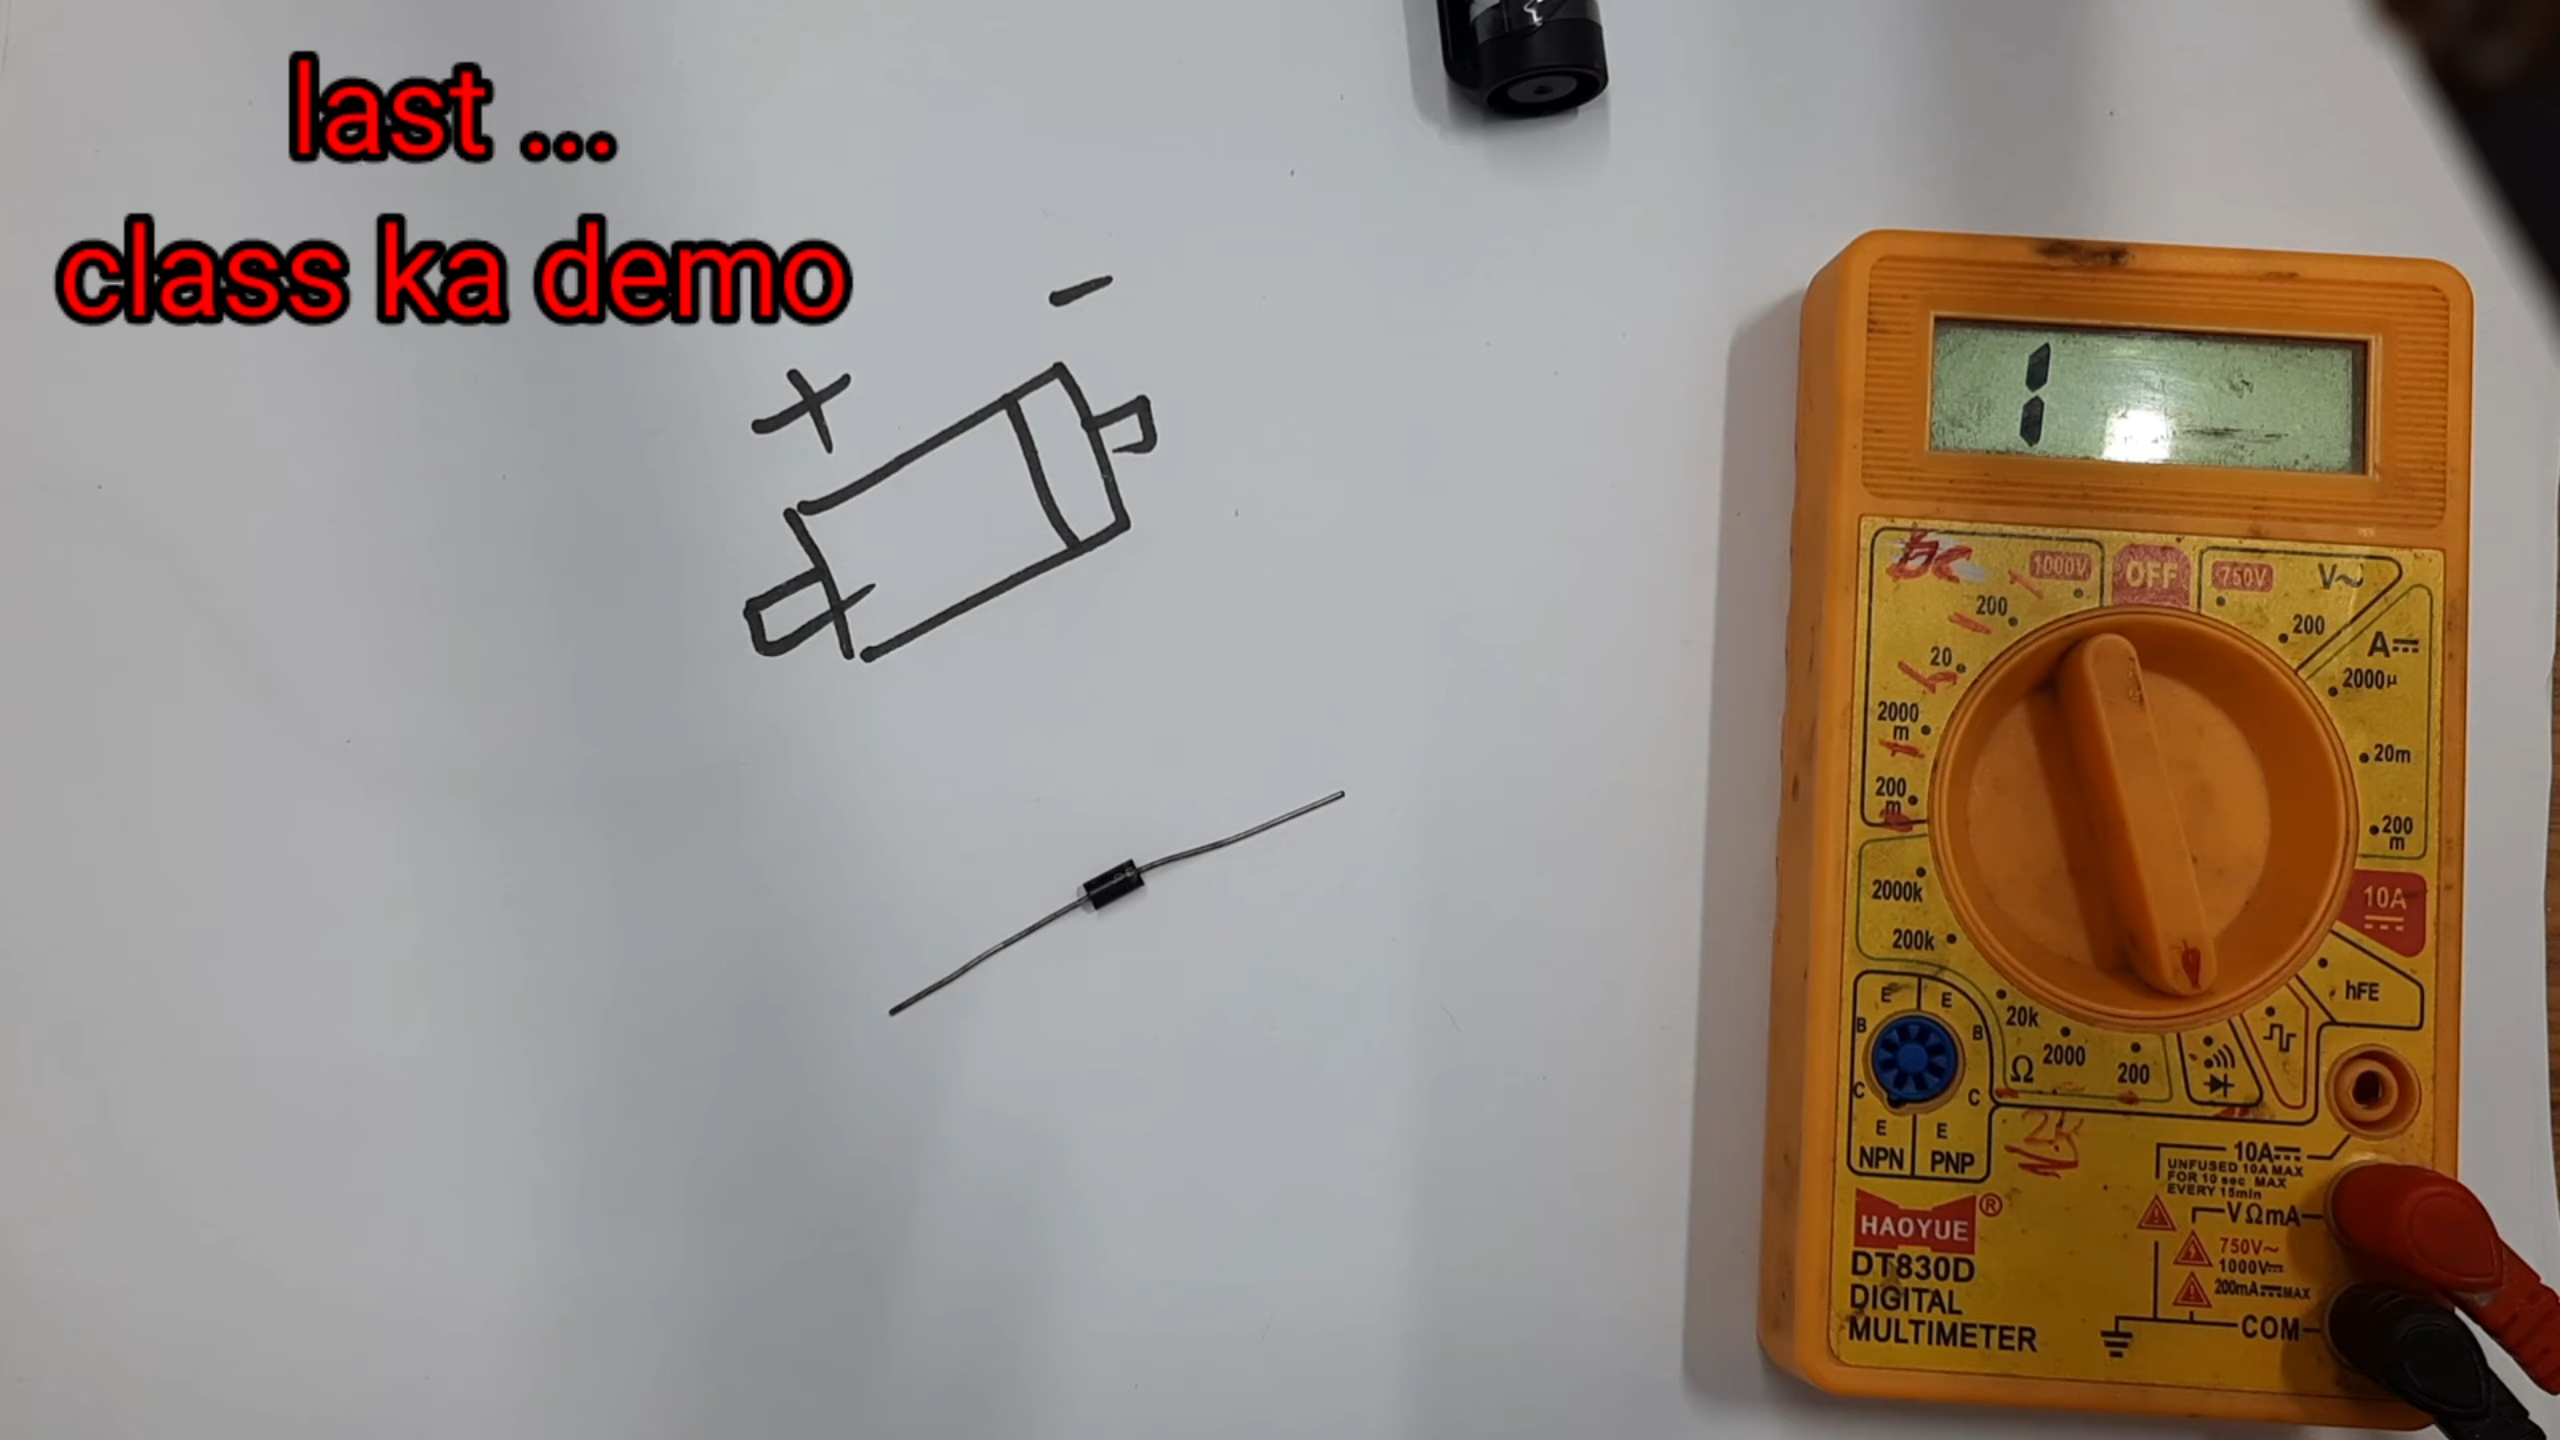 last ...
class ka demo
+
-
1
DC
1000V
OFF
750V
V~
200
200
A
20
2000µ
2000
m
20m
200
m
200
m
2000k
10A
200k
hFE
E
E
20k
B
B
2000
Ω
200
C
C
E
E
2k
NPN
PNP
10A
UNFUSED 10A MAX
FOR 10 sec MAX
EVERY 15min
VΩmA
HAOYUE ®
750V~
1000V
DT830D
200mA MAX
DIGITAL
COM
MULTIMETER